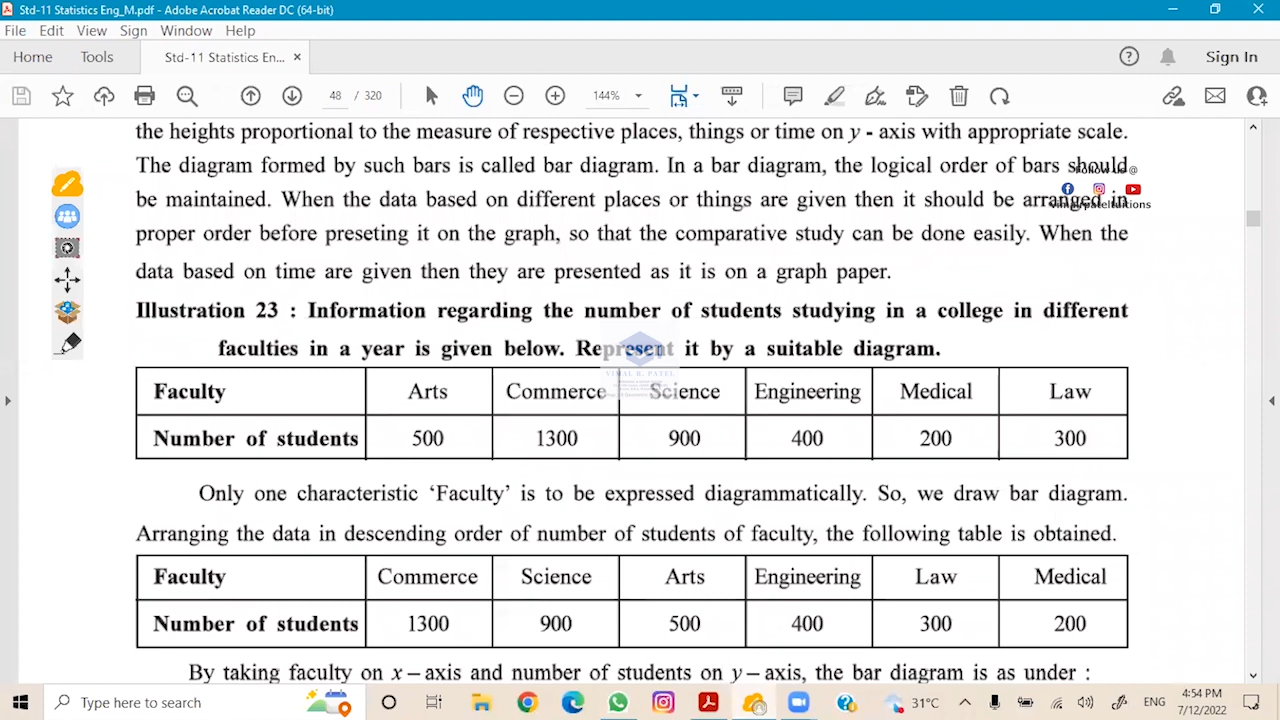 Std-11 Statistics Eng_M.pdf - Adobe Acrobat Reader DC (64-bit)
File Edit View Sign Window Help
Home Tools Std-11 Statistics En... × Sign In
48 / 320 144%
the heights proportional to the measure of respective places, things or time on y - axis with appropriate scale.
The diagram formed by such bars is called bar diagram. In a bar diagram, the logical order of bars should
Follow us @
be maintained. When the data based on different places or things are given then it should be arranged in
vimalrpateltuitions
proper order before preseting it on the graph, so that the comparative study can be done easily. When the
data based on time are given then they are presented as it is on a graph paper.
Illustration 23 : Information regarding the number of students studying in a college in different
faculties in a year is given below. Represent it by a suitable diagram.
VIMAL R. PATEL
Faculty Arts Commerce Science Engineering Medical Law
Number of students 500 1300 900 400 200 300
Only one characteristic ‘Faculty’ is to be expressed diagrammatically. So, we draw bar diagram.
Arranging the data in descending order of number of students of faculty, the following table is obtained.
Faculty Commerce Science Arts Engineering Law Medical
Number of students 1300 900 500 400 300 200
By taking faculty on x – axis and number of students on y – axis, the bar diagram is as under :
Type here to search 31°C ENG 4:54 PM
7/12/2022